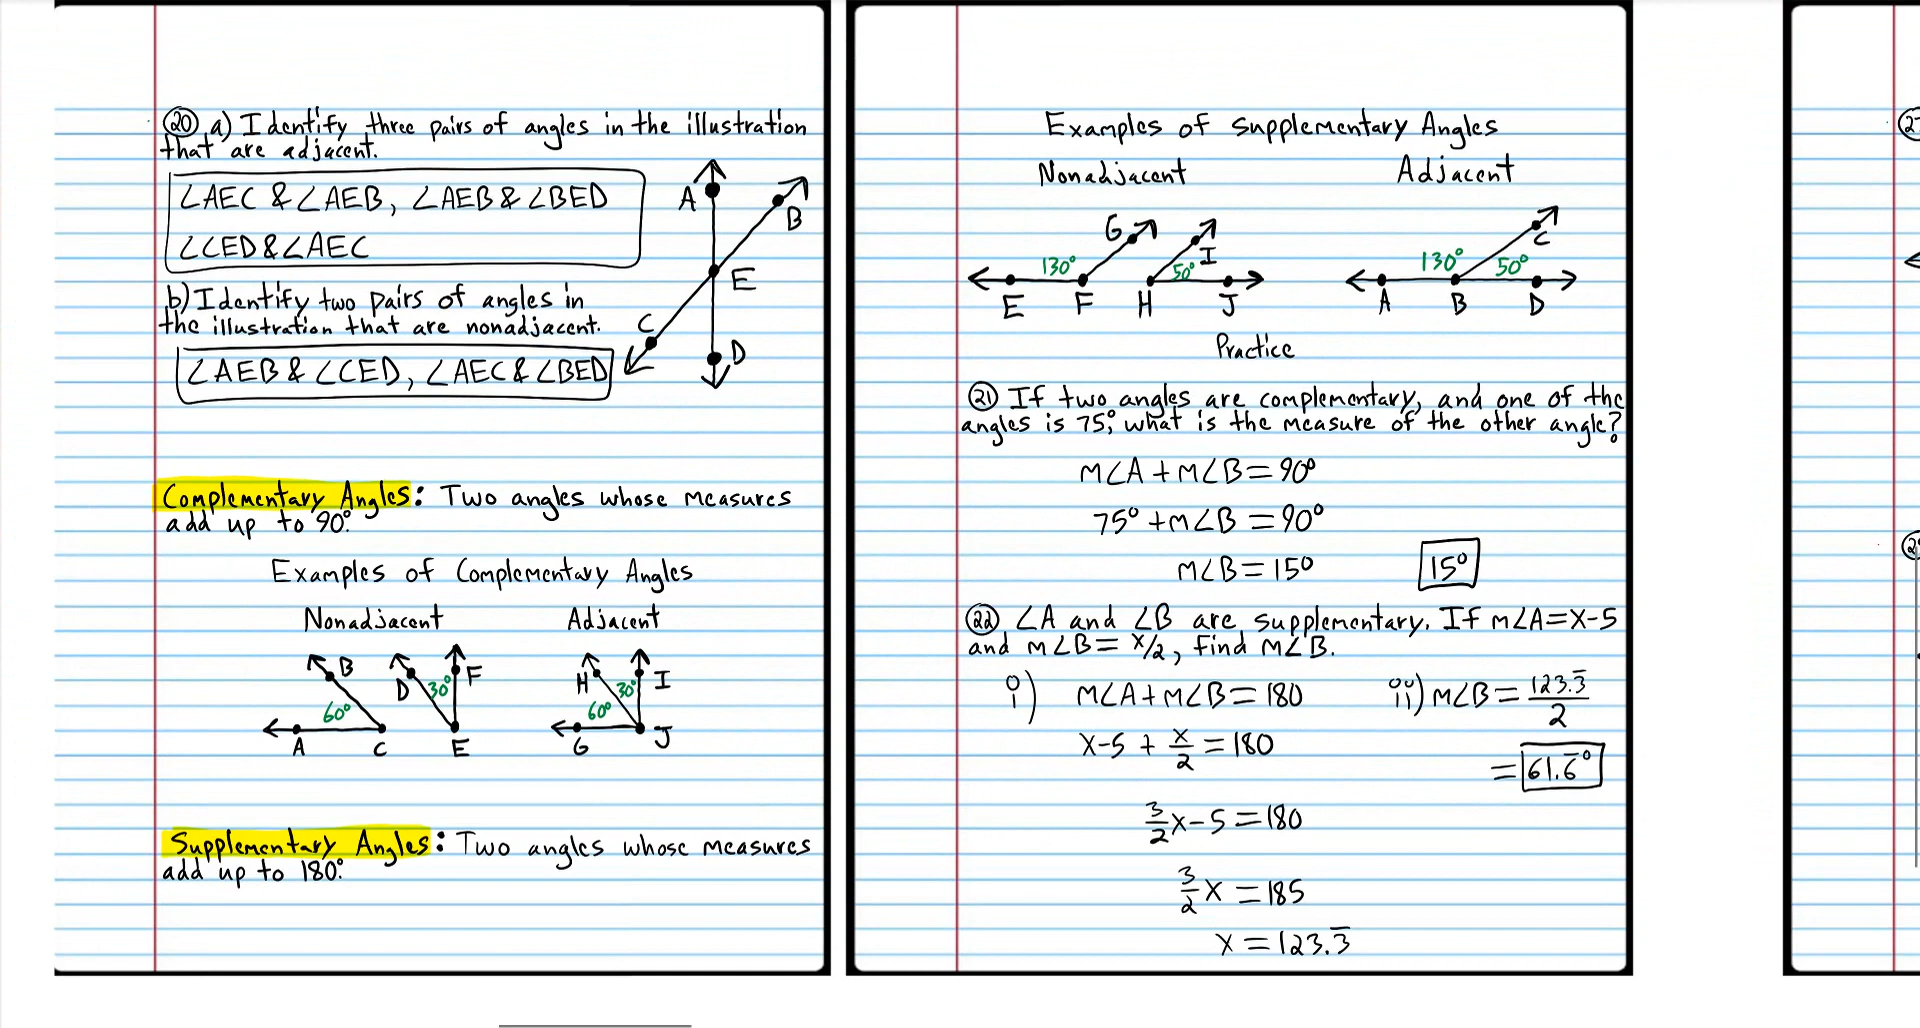 20 a) Identify three pairs of angles in the illustration
that are adjacent.
∠AEC & ∠AEB, ∠AEB & ∠BED
∠CED & ∠AEC
A
B
E
C
D
b) Identify two pairs of angles in
the illustration that are nonadjacent.
∠AEB & ∠CED, ∠AEC & ∠BED
Complementary Angles: Two angles whose measures
add up to 90°.
Examples of Complementary Angles
Nonadjacent Adjacent
B D F H I
60° 30° 60° 30°
A C E G J
Supplementary Angles: Two angles whose measures
add up to 180°.
Examples of Supplementary Angles
Nonadjacent Adjacent
G I C
130° 50° 130° 50°
E F H J A B D
Practice
21 If two angles are complementary, and one of the
angles is 75°, what is the measure of the other angle?
m∠A + m∠B = 90°
75° + m∠B = 90°
m∠B = 15° 15°
22 ∠A and ∠B are supplementary. If m∠A = x-5
and m∠B = x/2, find m∠B.
i) m∠A + m∠B = 180
x-5 + x/2 = 180
3/2x - 5 = 180
3/2x = 185
x = 123.3̅
ii) m∠B = 123.3̅/2
= 61.6̅°